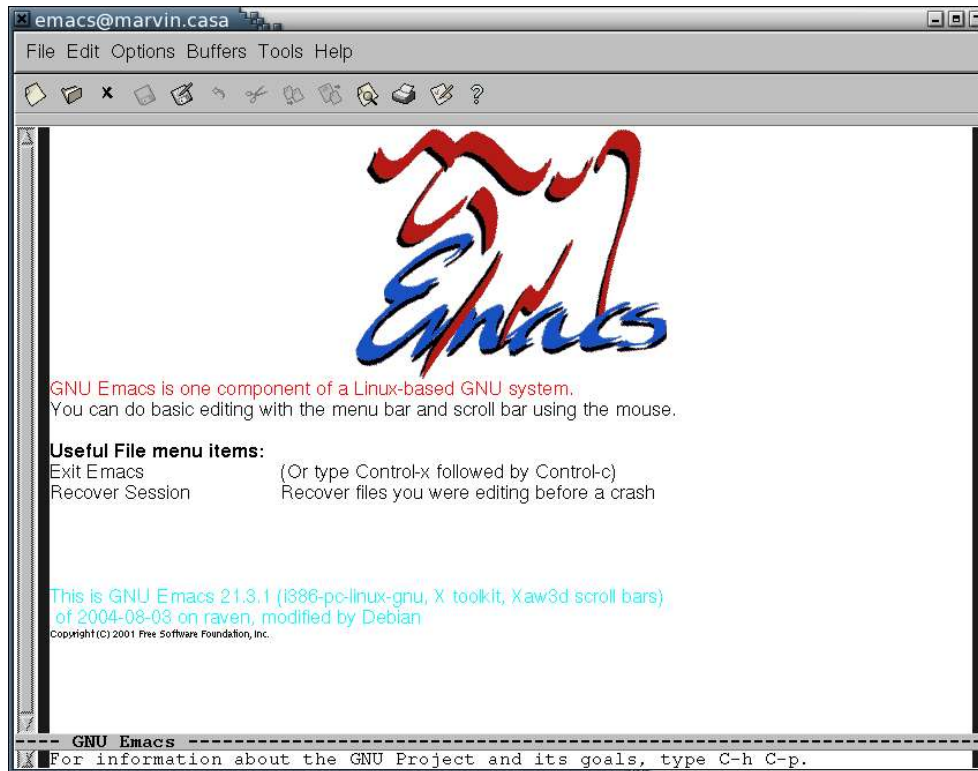 emacs@marvin.casa
File Edit Options Buffers Tools Help
Emacs
GNU Emacs is one component of a Linux-based GNU system.
You can do basic editing with the menu bar and scroll bar using the mouse.
Useful File menu items:
Exit Emacs (Or type Control-x followed by Control-c)
Recover Session Recover files you were editing before a crash
This is GNU Emacs 21.3.1 (i386-pc-linux-gnu, X toolkit, Xaw3d scroll bars)
of 2004-08-03 on raven, modified by Debian
Copyright (C) 2001 Free Software Foundation, Inc.
---- GNU Emacs ----------------------------------------------------------------
For information about the GNU Project and its goals, type C-h C-p.